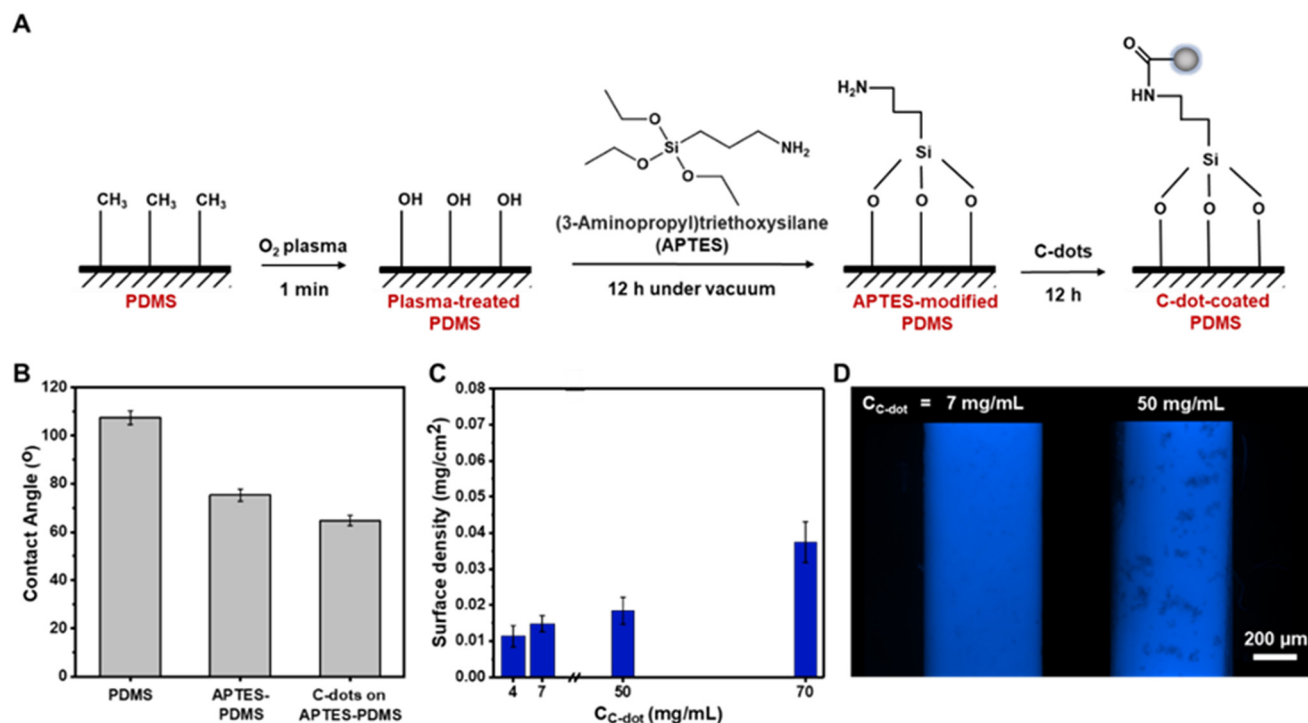 A
CH3 CH3 CH3
PDMS
O2 plasma
1 min
OH OH OH
Plasma-treated
PDMS
O
O
Si
NH2
O
(3-Aminopropyl)triethoxysilane
(APTES)
12 h under vacuum
H2N
Si
O O O
APTES-modified
PDMS
C-dots
12 h
O
HN
Si
O O O
C-dot-coated
PDMS
B
Contact Angle (o)
120
100
80
60
40
20
0
PDMS
APTES-
PDMS
C-dots on
APTES-PDMS
C
Surface density (mg/cm2)
0.08
0.07
0.06
0.05
0.04
0.03
0.02
0.01
0.00
4 7 50 70
CC-dot (mg/mL)
D
CC-dot = 7 mg/mL 50 mg/mL
200 µm